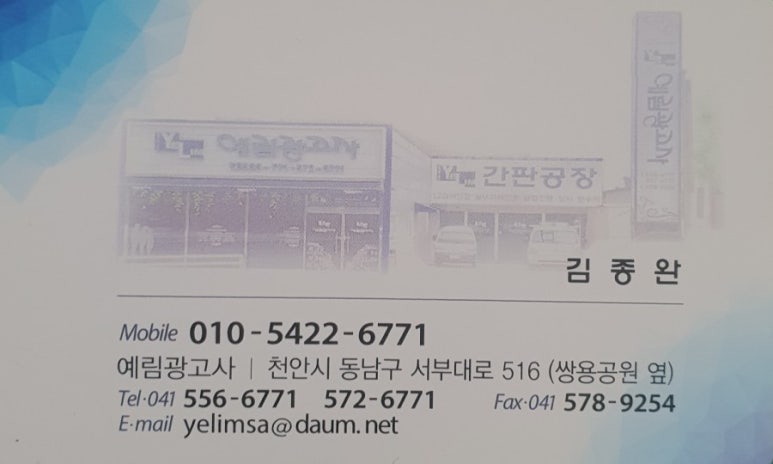 예림광고사
간판공장
예림광고사
김 종 완
Mobile 010-5422-6771
예림광고사 | 천안시 동남구 서부대로 516 (쌍용공원 옆)
Tel·041 556-6771 572-6771 Fax·041 578-9254
E·mail yelimsa@daum.net